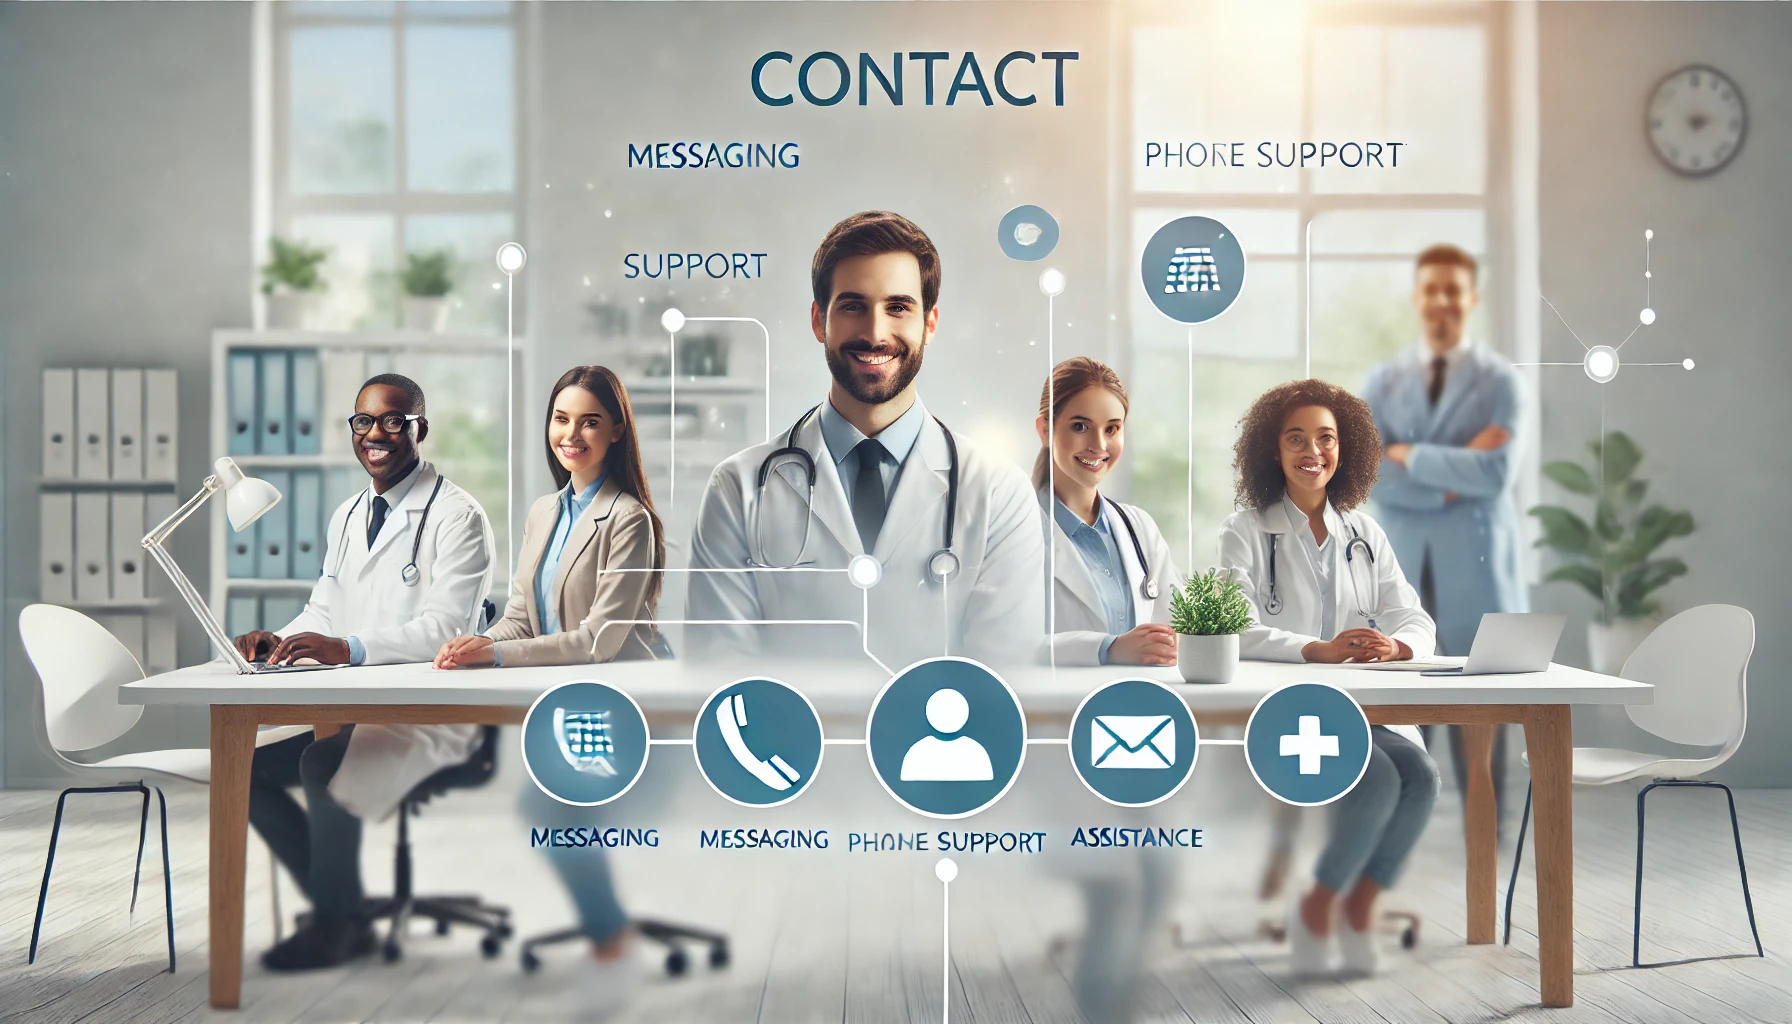 CONTACT
MESSAGING
PHONE SUPPORT
SUPPORT
MESSAGING
MESSAGING
PHONE SUPPORT
ASSISTANCE